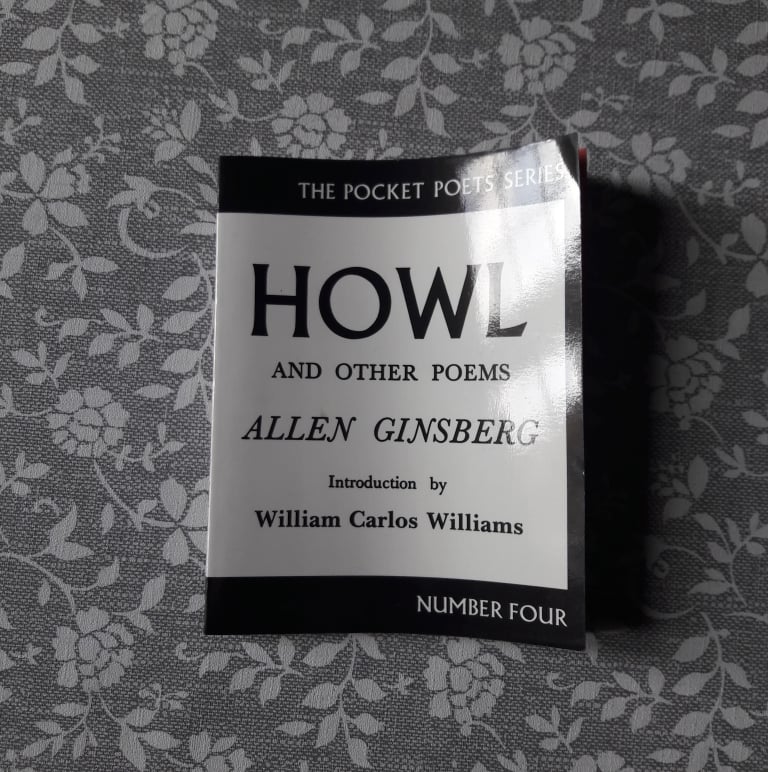 THE POCKET POETS SERIES
HOWL
AND OTHER POEMS
ALLEN GINSBERG
Introduction by
William Carlos Williams
NUMBER FOUR